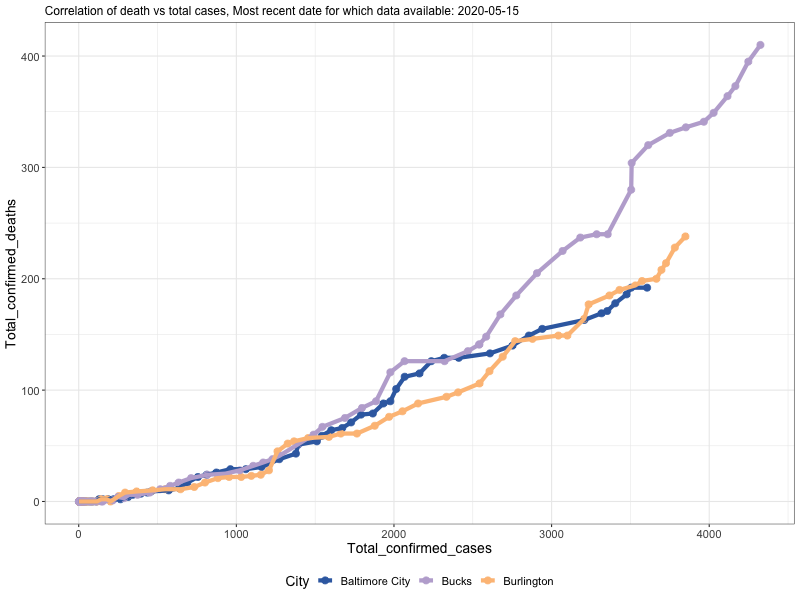 Correlation of death vs total cases, Most recent date for which data available: 2020-05-15
Total_confirmed_deaths
400
300
200
100
0
0 1000 2000 3000 4000
Total_confirmed_cases
City Baltimore City Bucks Burlington